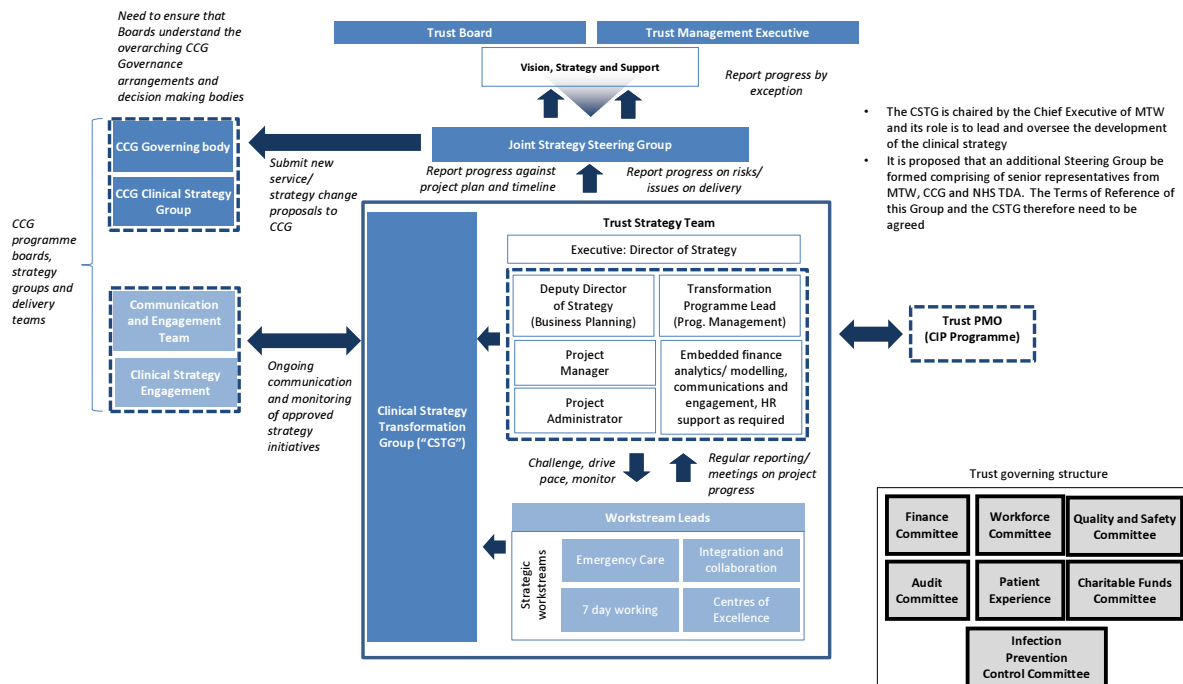 Need to ensure that
Boards understand the
overarching CCG
Governance
arrangements and
decision making bodies
Trust Board
Trust Management Executive
Vision, Strategy and Support
Report progress by
exception
CCG Governing body
CCG Clinical Strategy
Group
Submit new
service/
strategy change
proposals to
CCG
Joint Strategy Steering Group
Report progress against
project plan and timeline
Report progress on risks/
issues on delivery
• The CSTG is chaired by the Chief Executive of MTW
and its role is to lead and oversee the development
of the clinical strategy
• It is proposed that an additional Steering Group be
formed comprising of senior representatives from
MTW, CCG and NHS TDA. The Terms of Reference of
this Group and the CSTG therefore need to be
agreed
CCG
programme
boards,
strategy
groups and
delivery
teams
Communication
and Engagement
Team
Clinical Strategy
Engagement
Ongoing
communication
and monitoring
of approved
strategy
initiatives
Clinical Strategy
Transformation
Group (“CSTG”)
Trust Strategy Team
Executive: Director of Strategy
Deputy Director
of Strategy
(Business Planning)
Transformation
Programme Lead
(Prog. Management)
Project
Manager
Project
Administrator
Embedded finance
analytics/ modelling,
communications and
engagement, HR
support as required
Trust PMO
(CIP Programme)
Challenge, drive
pace, monitor
Regular reporting/
meetings on project
progress
Workstream Leads
Strategic
workstreams
Emergency Care
Integration and
collaboration
7 day working
Centres of
Excellence
Trust governing structure
Finance
Committee
Workforce
Committee
Quality and Safety
Committee
Audit
Committee
Patient
Experience
Charitable Funds
Committee
Infection
Prevention
Control Committee